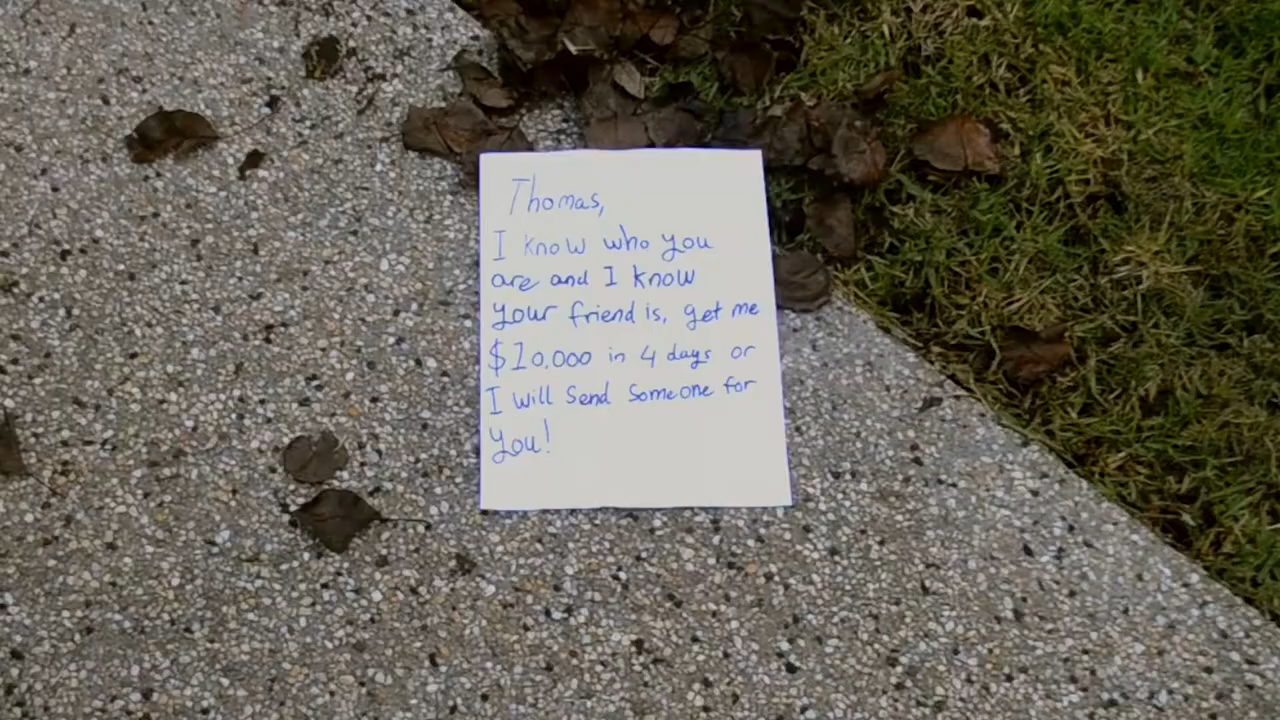 Thomas,
I know who you
are and I know
your friend is, get me
$10,000 in 4 days or
I will send someone for
you!